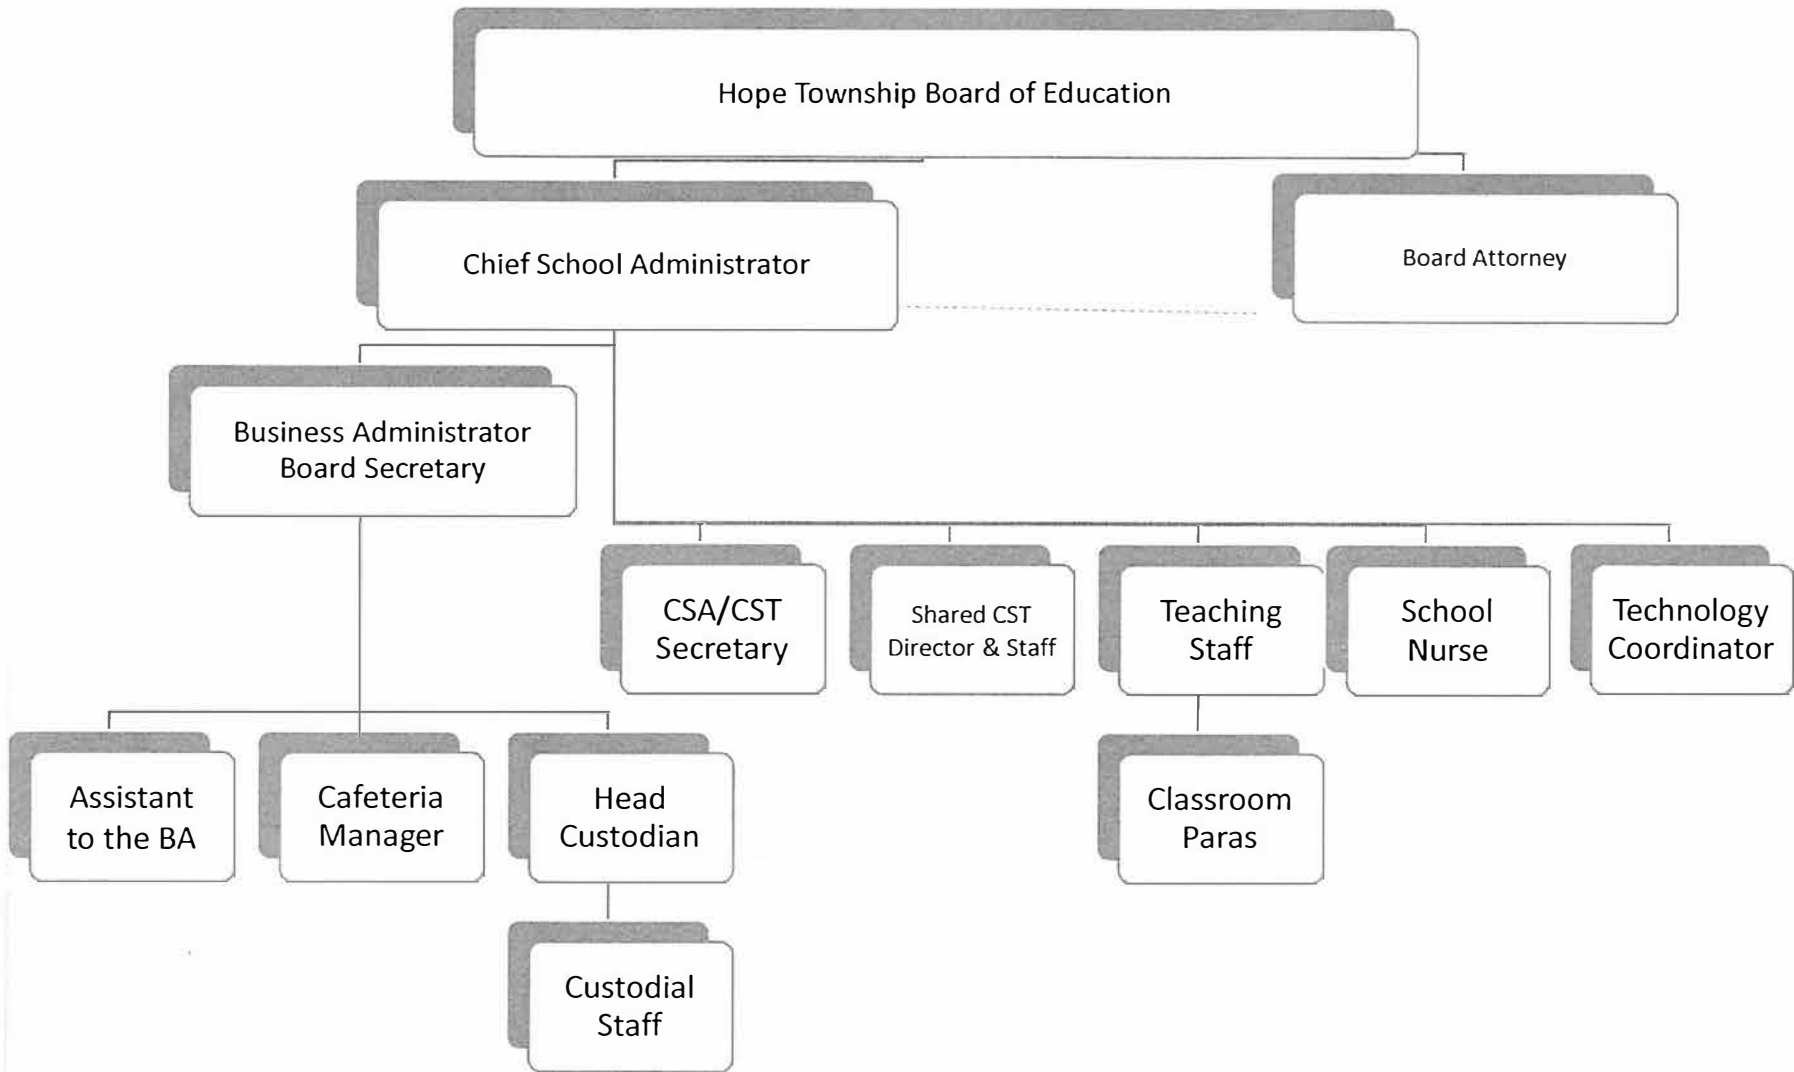 Hope Township Board of Education
Chief School Administrator
Board Attorney
Business Administrator
Board Secretary
CSA/CST
Secretary
Shared CST
Director & Staff
Teaching
Staff
School
Nurse
Technology
Coordinator
Assistant
to the BA
Cafeteria
Manager
Head
Custodian
Classroom
Paras
Custodial
Staff